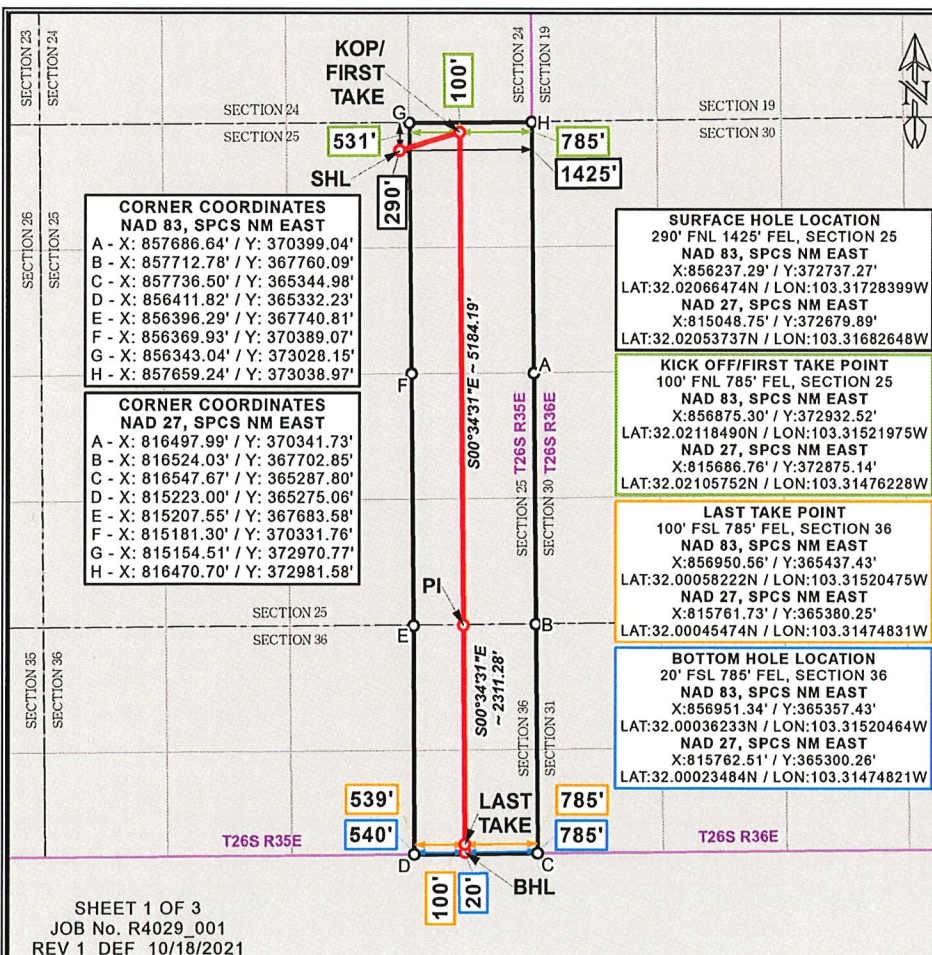 SECTION 23
SECTION 24
SECTION 24
SECTION 19
KOP/
FIRST
TAKE
100'
N
SECTION 24
G
H
SECTION 19
SECTION 25
SECTION 30
531'
785'
SHL
290'
1425'
SECTION 26
SECTION 25
CORNER COORDINATES
NAD 83, SPCS NM EAST
A - X: 857686.64' / Y: 370399.04'
B - X: 857712.78' / Y: 367760.09'
C - X: 857736.50' / Y: 365344.98'
D - X: 856411.82' / Y: 365332.23'
E - X: 856396.29' / Y: 367740.81'
F - X: 856369.93' / Y: 370389.07'
G - X: 856343.04' / Y: 373028.15'
H - X: 857659.24' / Y: 373038.97'
CORNER COORDINATES
NAD 27, SPCS NM EAST
A - X: 816497.99' / Y: 370341.73'
B - X: 816524.03' / Y: 367702.85'
C - X: 816547.67' / Y: 365287.80'
D - X: 815223.00' / Y: 365275.06'
E - X: 815207.55' / Y: 367683.58'
F - X: 815181.30' / Y: 370331.76'
G - X: 815154.51' / Y: 372970.77'
H - X: 816470.70' / Y: 372981.58'
S00°34'31"E ~ 5184.19'
F
A
SECTION 25
T26S R35E
T26S R36E
SECTION 30
SURFACE HOLE LOCATION
290' FNL 1425' FEL, SECTION 25
NAD 83, SPCS NM EAST
X:856237.29' / Y:372737.27'
LAT:32.02066474N / LON:103.31728399W
NAD 27, SPCS NM EAST
X:815048.75' / Y:372679.89'
LAT:32.02053737N / LON:103.31682648W
KICK OFF/FIRST TAKE POINT
100' FNL 785' FEL, SECTION 25
NAD 83, SPCS NM EAST
X:856875.30' / Y:372932.52'
LAT:32.02118490N / LON:103.31521975W
NAD 27, SPCS NM EAST
X:815686.76' / Y:372875.14'
LAT:32.02105752N / LON:103.31476228W
LAST TAKE POINT
100' FSL 785' FEL, SECTION 36
NAD 83, SPCS NM EAST
X:856950.56' / Y:365437.43'
LAT:32.00058222N / LON:103.31520475W
NAD 27, SPCS NM EAST
X:815761.73' / Y:365380.25'
LAT:32.00045474N / LON:103.31474831W
BOTTOM HOLE LOCATION
20' FSL 785' FEL, SECTION 36
NAD 83, SPCS NM EAST
X:856951.34' / Y:365357.43'
LAT:32.00036233N / LON:103.31520464W
NAD 27, SPCS NM EAST
X:815762.51' / Y:365300.26'
LAT:32.00023484N / LON:103.31474821W
PI
SECTION 25
E
B
SECTION 36
SECTION 35
SECTION 36
S00°34'31"E
~ 2311.28'
SECTION 36
SECTION 31
539'
LAST
TAKE
785'
540'
785'
T26S R35E
T26S R36E
D
C
100'
20'
BHL
SHEET 1 OF 3
JOB No. R4029_001
REV 1 DEF 10/18/2021